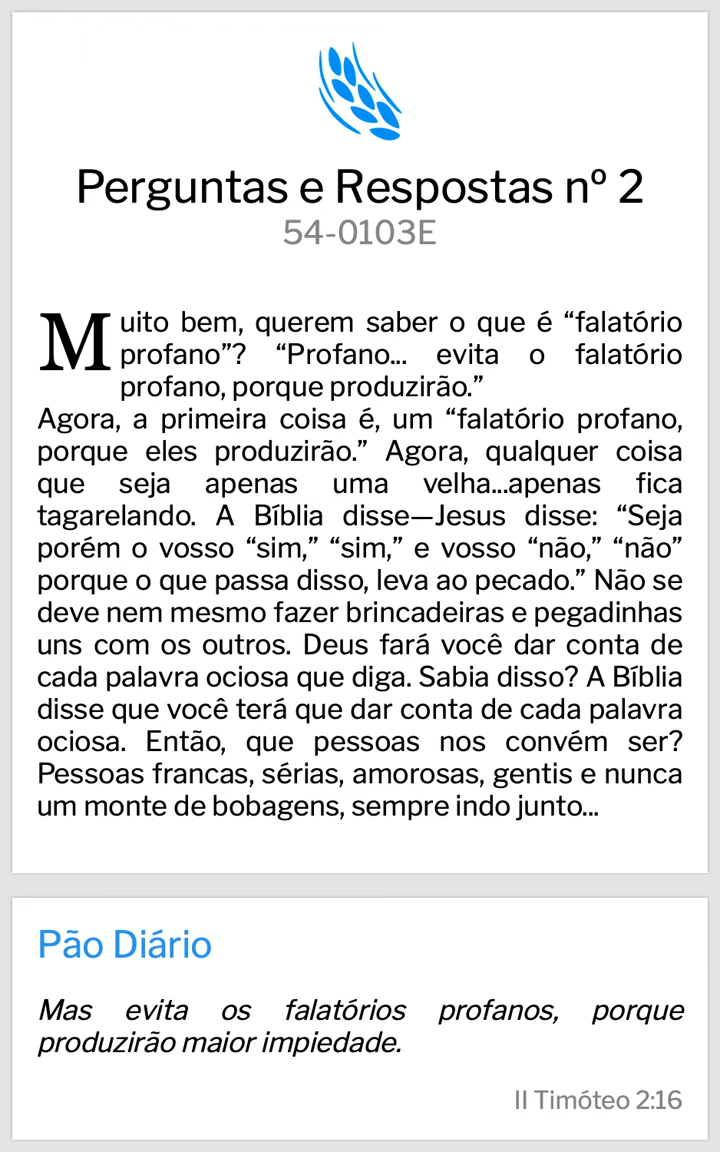 Perguntas e Respostas nº 2
54-0103E
Muito bem, querem saber o que é “falatório
profano”? “Profano... evita o falatório
profano, porque produzirão.”
Agora, a primeira coisa é, um “falatório profano,
porque eles produzirão.” Agora, qualquer coisa
que seja apenas uma velha...apenas fica
tagarelando. A Bíblia disse—Jesus disse: “Seja
porém o vosso “sim,” “sim,” e vosso “não,” “não”
porque o que passa disso, leva ao pecado.” Não se
deve nem mesmo fazer brincadeiras e pegadinhas
uns com os outros. Deus fará você dar conta de
cada palavra ociosa que diga. Sabia disso? A Bíblia
disse que você terá que dar conta de cada palavra
ociosa. Então, que pessoas nos convém ser?
Pessoas francas, sérias, amorosas, gentis e nunca
um monte de bobagens, sempre indo junto...
Pão Diário
Mas evita os falatórios profanos, porque
produzirão maior impiedade.
II Timóteo 2:16